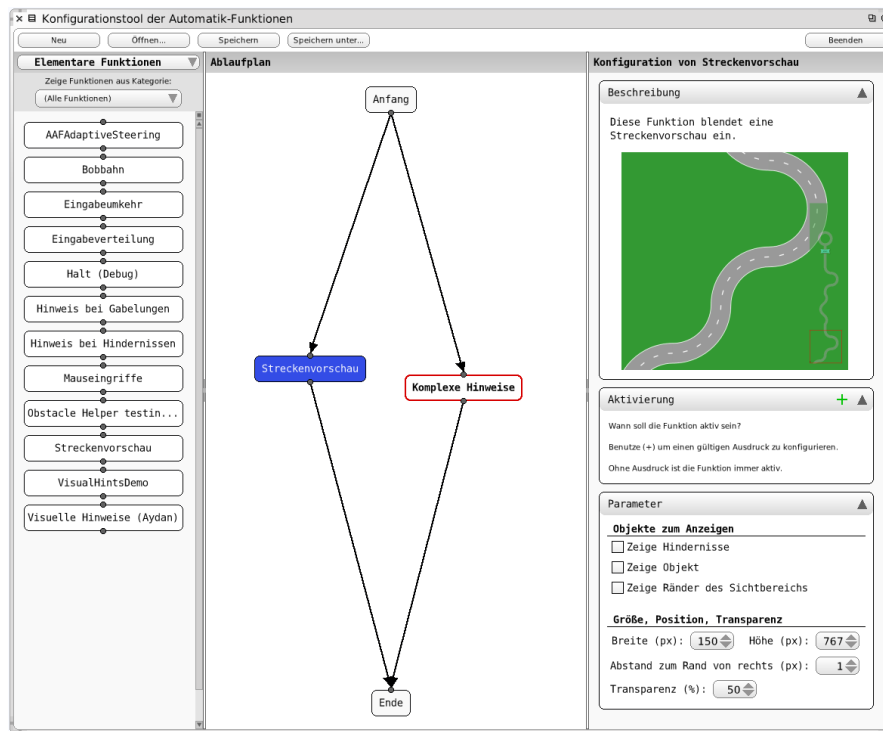 Konfigurationstool der Automatik-Funktionen
Neu
Öffnen...
Speichern
Speichern unter...
Beenden
Elementare Funktionen
Zeige Funktionen aus Kategorie:
(Alle Funktionen)
AAFAdaptiveSteering
Bobbahn
Eingabeumkehr
Eingabeverteilung
Halt (Debug)
Hinweis bei Gabelungen
Hinweis bei Hindernissen
Mauseingriffe
Obstacle Helper testin...
Streckenvorschau
VisualHintsDemo
Visuelle Hinweise (Aydan)
Ablaufplan
Anfang
Streckenvorschau
Komplexe Hinweise
Ende
Konfiguration von Streckenvorschau
Beschreibung
Diese Funktion blendet eine
Streckenvorschau ein.
Aktivierung
Wann soll die Funktion aktiv sein?
Benutze (+) um einen gültigen Ausdruck zu konfigurieren.
Ohne Ausdruck ist die Funktion immer aktiv.
Parameter
Objekte zum Anzeigen
Zeige Hindernisse
Zeige Objekt
Zeige Ränder des Sichtbereichs
Größe, Position, Transparenz
Breite (px): 150 Höhe (px): 767
Abstand zum Rand von rechts (px): 1
Transparenz (%): 50